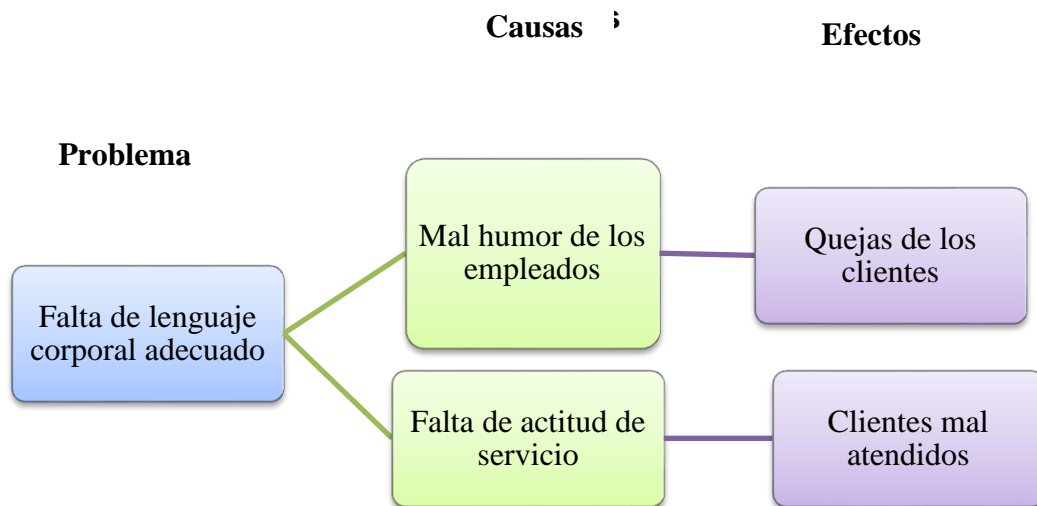 Causas s
Efectos
Problema
Mal humor de los
empleados
Quejas de los
clientes
Falta de lenguaje
corporal adecuado
Falta de actitud de
servicio
Clientes mal
atendidos